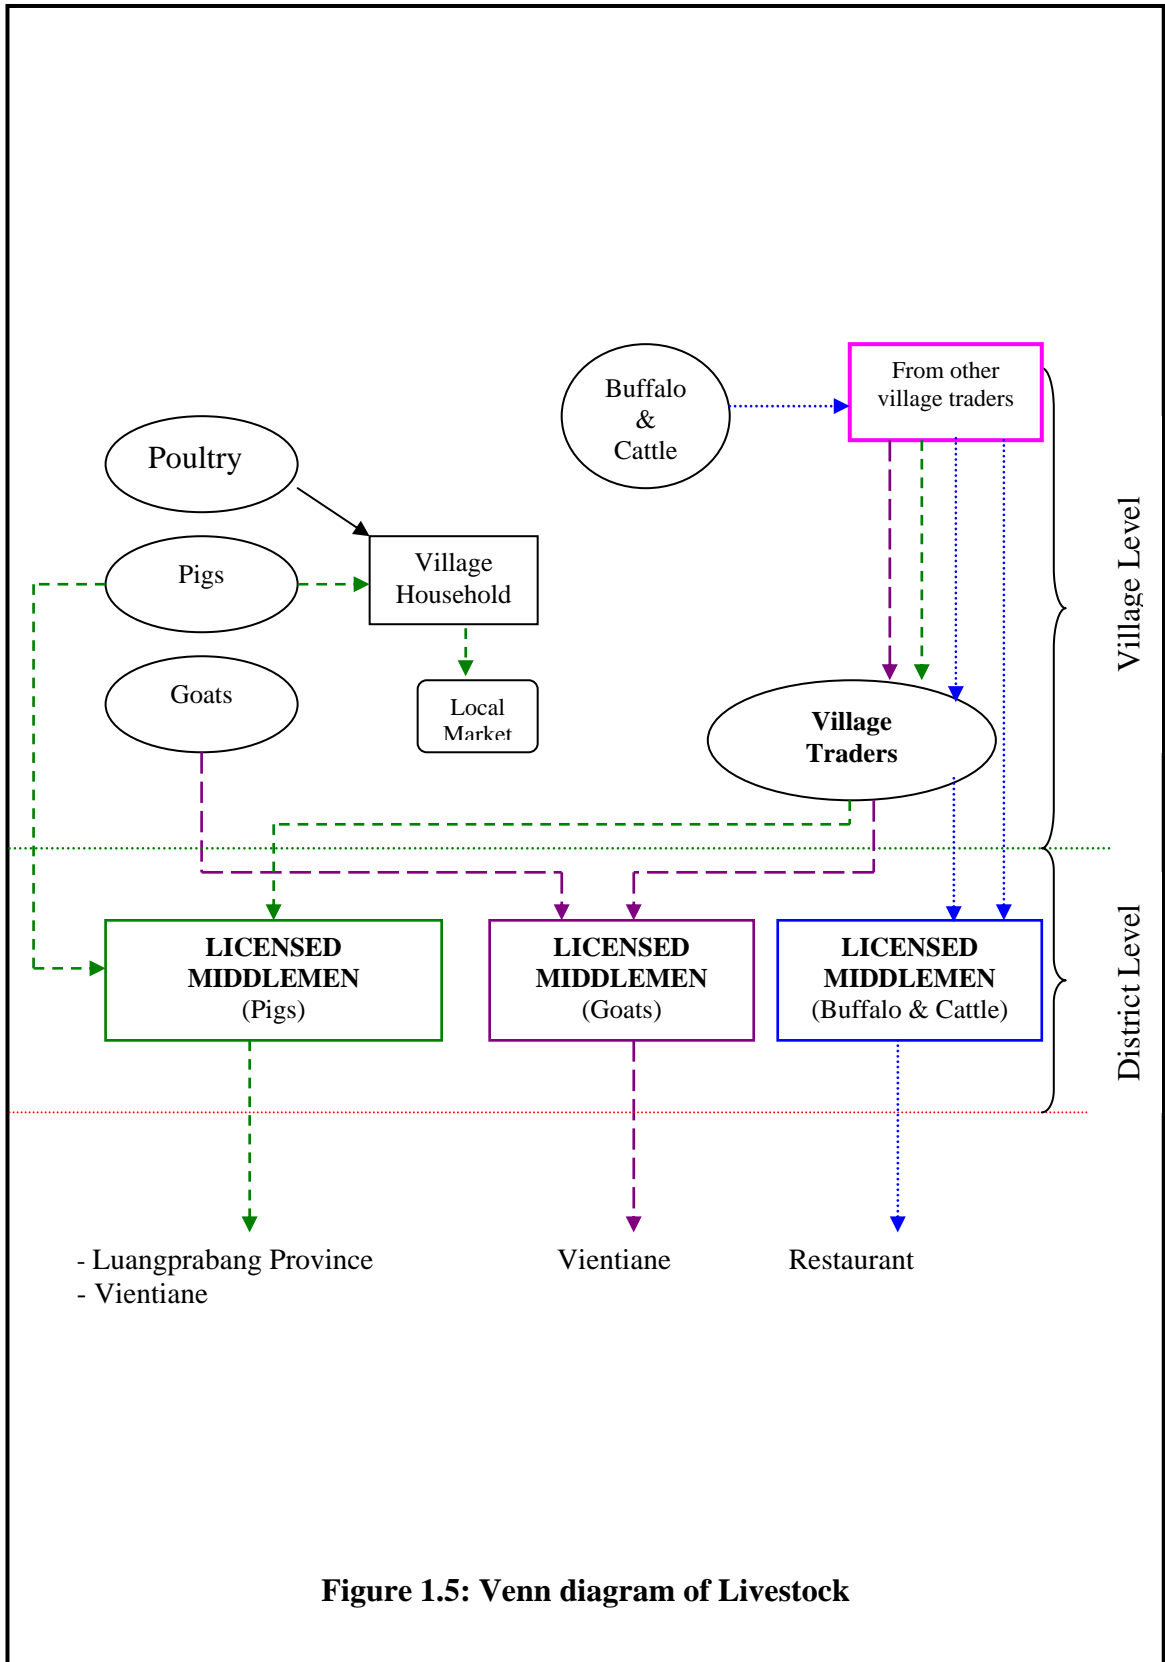 From other
village traders
Buffalo
&
Cattle
Poultry
Village
Household
Pigs
Goats
Local
Market
Village
Traders
Village Level
LICENSED
MIDDLEMEN
(Pigs)
LICENSED
MIDDLEMEN
(Goats)
LICENSED
MIDDLEMEN
(Buffalo & Cattle)
District Level
- Luangprabang Province
- Vientiane
Vientiane
Restaurant
Figure 1.5: Venn diagram of Livestock